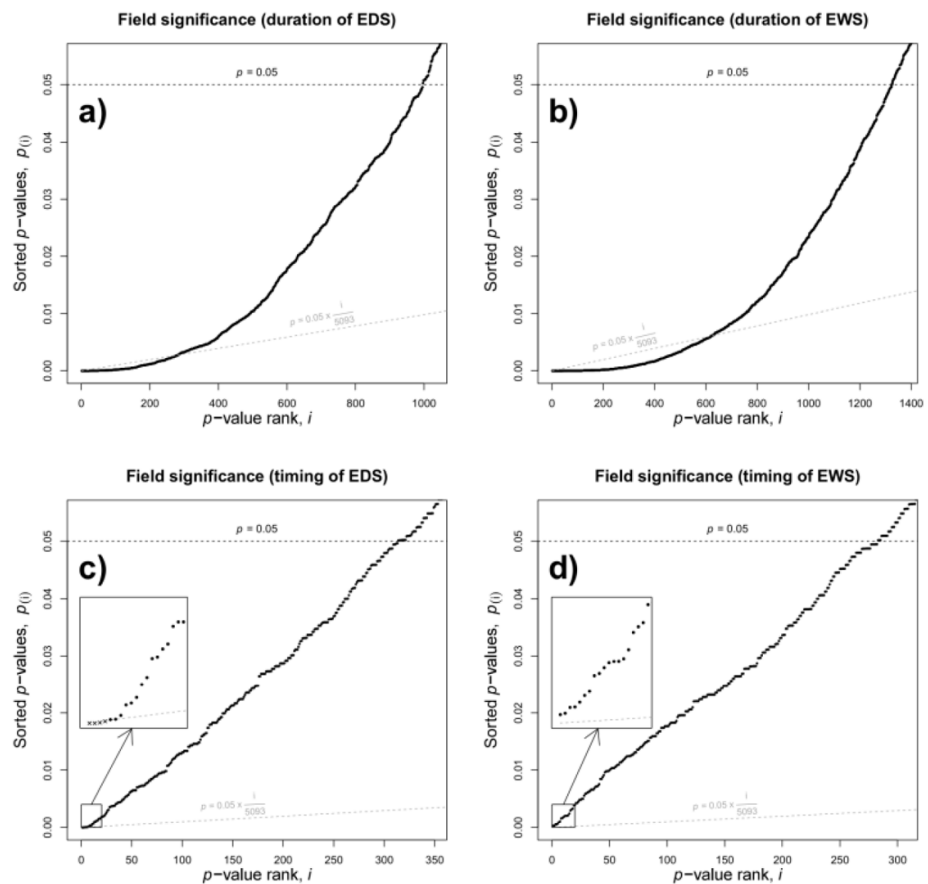 Field significance (duration of EDS)
a)
p = 0.05
p = 0.05 x i/5093
Sorted p−values, p(i)
0.00 0.01 0.02 0.03 0.04 0.05
0 200 400 600 800 1000
p−value rank, i
Field significance (duration of EWS)
b)
p = 0.05
p = 0.05 x i/5093
Sorted p−values, p(i)
0.00 0.01 0.02 0.03 0.04 0.05
0 200 400 600 800 1000 1200 1400
p−value rank, i
Field significance (timing of EDS)
c)
p = 0.05
p = 0.05 x i/5093
Sorted p−values, p(i)
0.00 0.01 0.02 0.03 0.04 0.05
0 50 100 150 200 250 300 350
p−value rank, i
Field significance (timing of EWS)
d)
p = 0.05
p = 0.05 x i/5093
Sorted p−values, p(i)
0.00 0.01 0.02 0.03 0.04 0.05
0 50 100 150 200 250 300
p−value rank, i